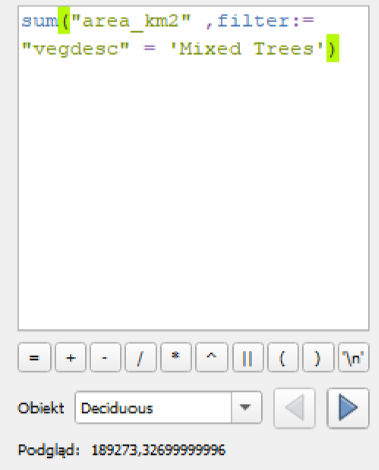 sum("area_km2" ,filter:=
"vegdesc" = 'Mixed Trees')
= + - / * ^ || ( ) '\n'
Obiekt Deciduous
Podgląd: 189273,32699999996